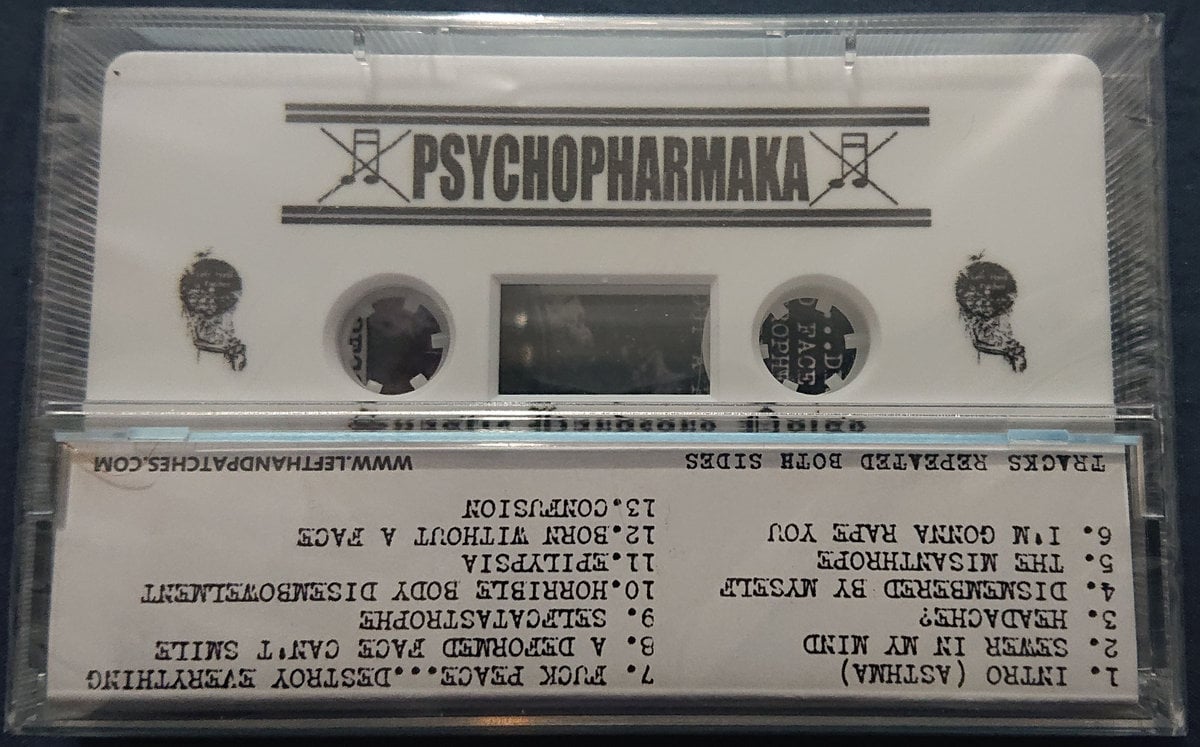 PSYCHOPHARMAKA
1. INTRO (ASTHMA)
2. SEWER IN MY MIND
3. HEADACHE?
4. DISMEMBERED BY MYSELF
5. THE MISANTHROPE
6. I'M GONNA RAPE YOU
7. FUCK PEACE...DESTROY EVERYTHING
8. A DEFORMED FACE CAN'T SMILE
9. SELFCATASTROPHE
10.HORRIBLE BODY DISEMBOWELMENT
11.EPILYPSIA
12.BORN WITHOUT A FACE
13.CONFUSION
TRACKS REPEATED BOTH SIDES
WWW.LEFTHANDPATCHES.COM